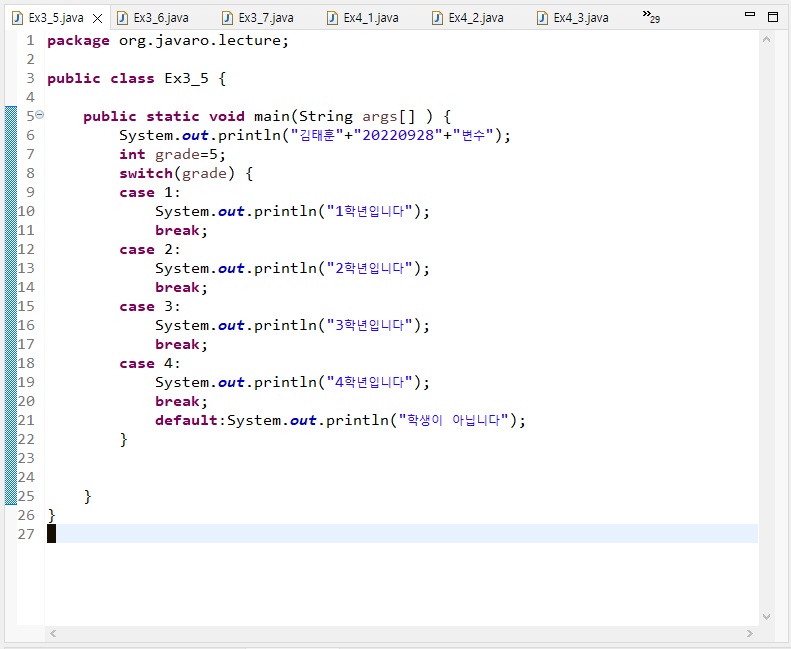 Ex3_5.java Ex3_6.java Ex3_7.java Ex4_1.java Ex4_2.java Ex4_3.java »29
1 package org.javaro.lecture;
2
3 public class Ex3_5 {
4
5 public static void main(String args[] ) {
6 System.out.println("김태훈"+"20220928"+"변수");
7 int grade=5;
8 switch(grade) {
9 case 1:
10 System.out.println("1학년입니다");
11 break;
12 case 2:
13 System.out.println("2학년입니다");
14 break;
15 case 3:
16 System.out.println("3학년입니다");
17 break;
18 case 4:
19 System.out.println("4학년입니다");
20 break;
21 default:System.out.println("학생이 아닙니다");
22 }
23
24
25 }
26 }
27